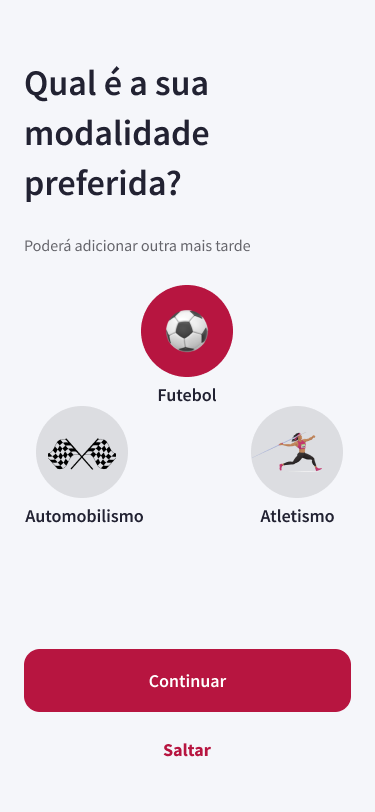 Qual é a sua
modalidade
preferida?
Poderá adicionar outra mais tarde
Futebol
Automobilismo
Atletismo
Continuar
Saltar